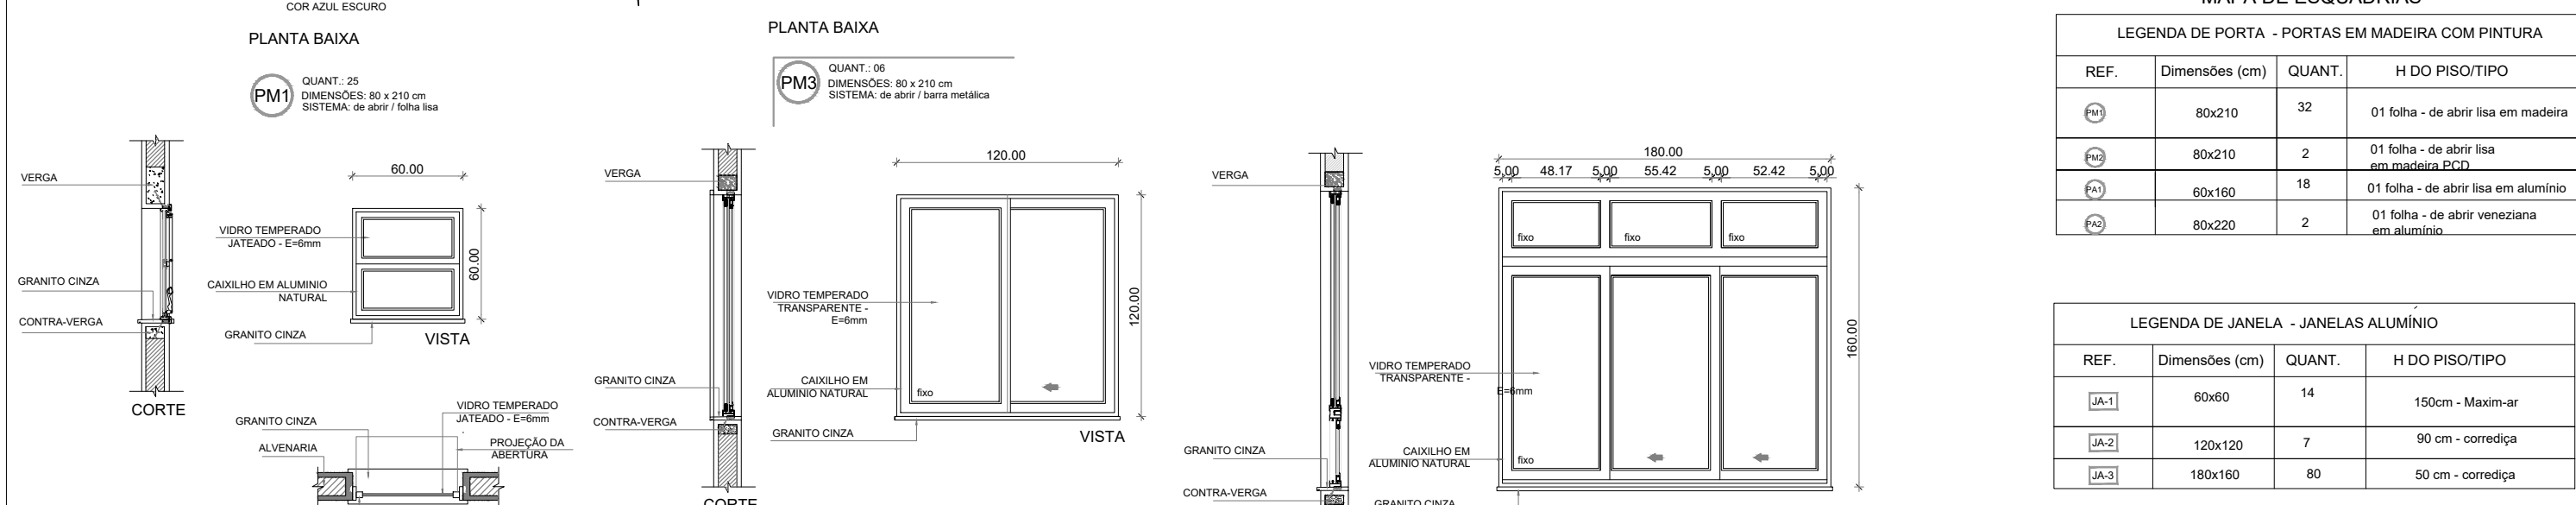 COR AZUL ESCURO
PLANTA BAIXA
PM1
QUANT.: 25
DIMENSÕES: 80 x 210 cm
SISTEMA: de abrir / folha lisa
VERGA
GRANITO CINZA
CONTRA-VERGA
CORTE
60.00
60.00
VIDRO TEMPERADO
JATEADO - E=6mm
CAIXILHO EM ALUMINIO
NATURAL
GRANITO CINZA
VISTA
GRANITO CINZA
ALVENARIA
VIDRO TEMPERADO
JATEADO - E=6mm
PROJEÇÃO DA
ABERTURA
PLANTA BAIXA
PM3
QUANT.: 06
DIMENSÕES: 80 x 210 cm
SISTEMA: de abrir / barra metálica
VERGA
GRANITO CINZA
CONTRA-VERGA
CORTE
120.00
120.00
VIDRO TEMPERADO
TRANSPARENTE -
E=6mm
CAIXILHO EM
ALUMINIO NATURAL
fixo
GRANITO CINZA
VISTA
VERGA
GRANITO CINZA
CONTRA-VERGA
180.00
5.00 48.17 5.00 55.42 5.00 52.42 5.00
fixo fixo fixo
160.00
VIDRO TEMPERADO
TRANSPARENTE -
E=6mm
CAIXILHO EM
ALUMINIO NATURAL
fixo
GRANITO CINZA
MAPA DE ESQUADRIAS
LEGENDA DE PORTA - PORTAS EM MADEIRA COM PINTURA
REF. Dimensões (cm) QUANT. H DO PISO/TIPO
PM1 80x210 32 01 folha - de abrir lisa em madeira
PM2 80x210 2 01 folha - de abrir lisa
em madeira PCD
PA1 60x160 18 01 folha - de abrir lisa em alumínio
PA2 80x220 2 01 folha - de abrir veneziana
em alumínio
LEGENDA DE JANELA - JANELAS ALUMÍNIO
REF. Dimensões (cm) QUANT. H DO PISO/TIPO
JA-1 60x60 14 150cm - Maxim-ar
JA-2 120x120 7 90 cm - corrediça
JA-3 180x160 80 50 cm - corrediça